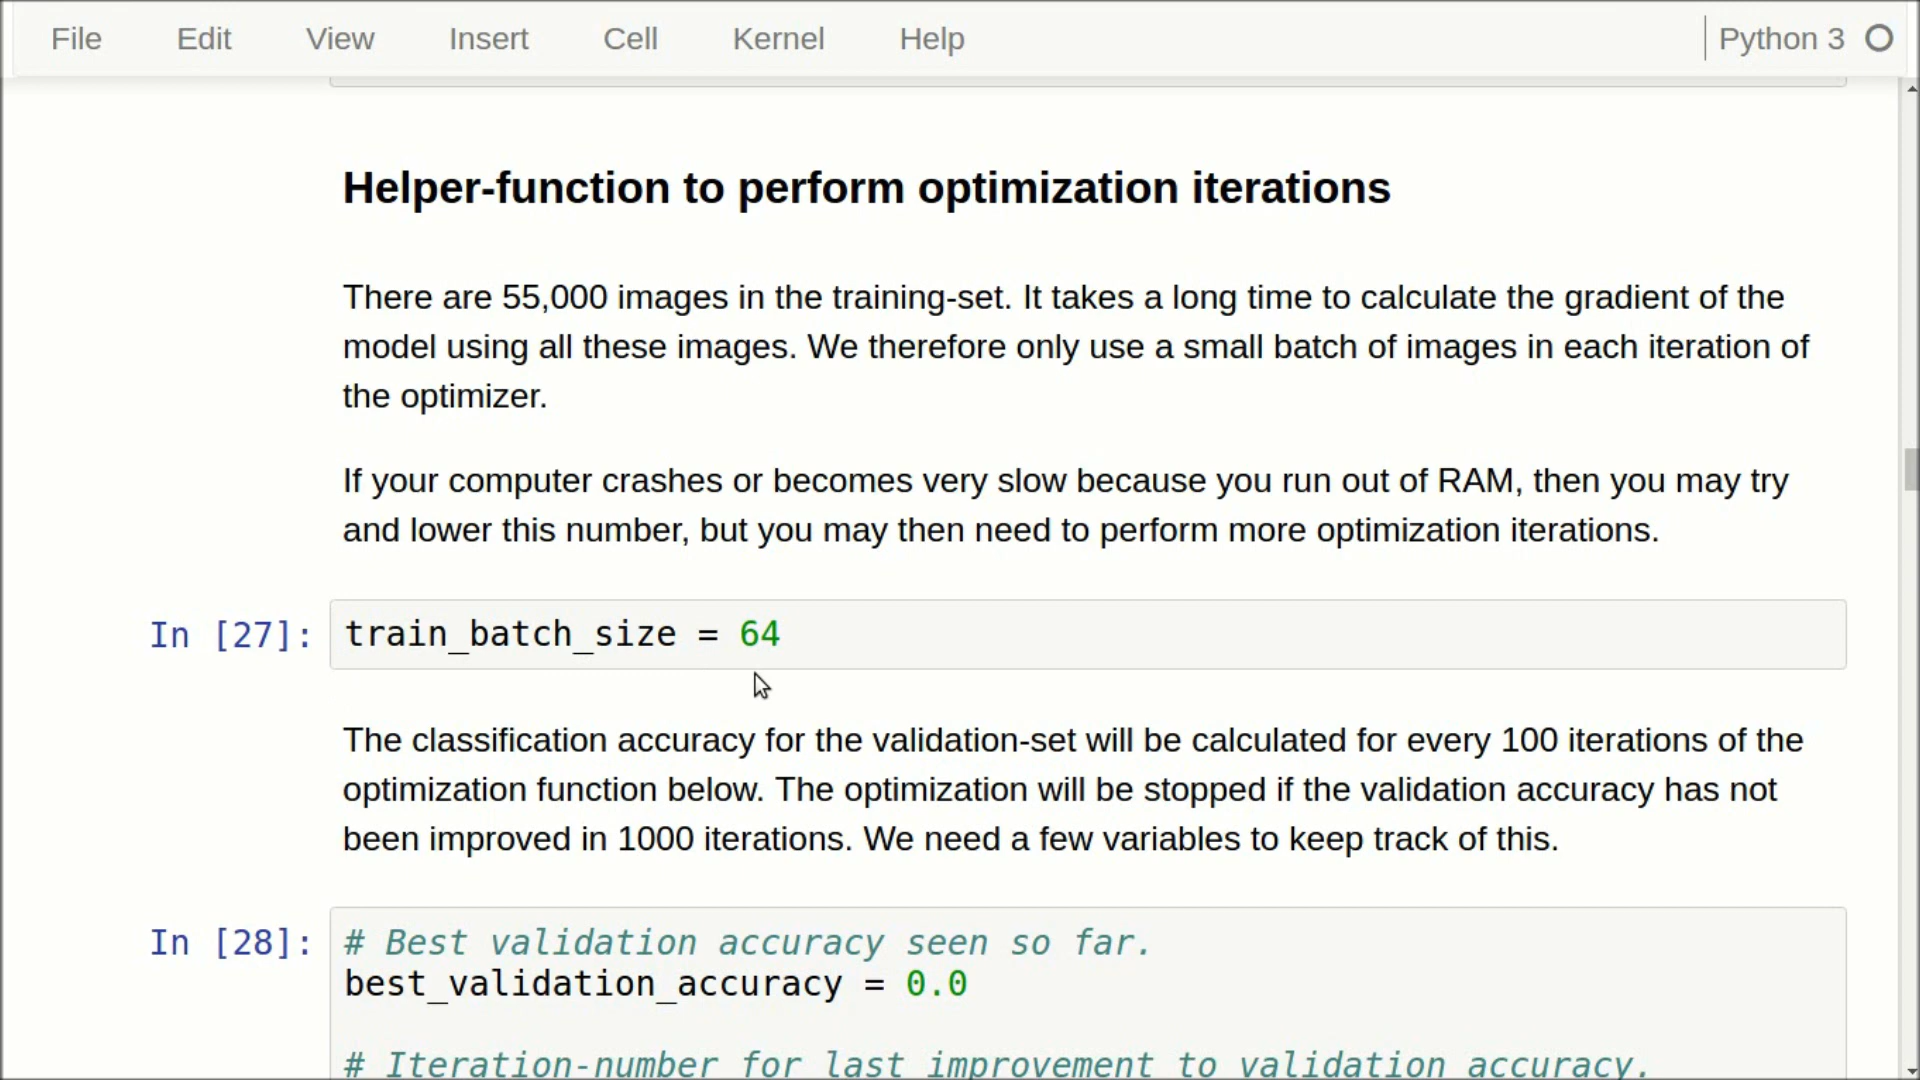 File Edit View Insert Cell Kernel Help Python 3
Helper-function to perform optimization iterations
There are 55,000 images in the training-set. It takes a long time to calculate the gradient of the
model using all these images. We therefore only use a small batch of images in each iteration of
the optimizer.
If your computer crashes or becomes very slow because you run out of RAM, then you may try
and lower this number, but you may then need to perform more optimization iterations.
In [27]: train_batch_size = 64
The classification accuracy for the validation-set will be calculated for every 100 iterations of the
optimization function below. The optimization will be stopped if the validation accuracy has not
been improved in 1000 iterations. We need a few variables to keep track of this.
In [28]: # Best validation accuracy seen so far.
best_validation_accuracy = 0.0
# Iteration-number for last improvement to validation accuracy.